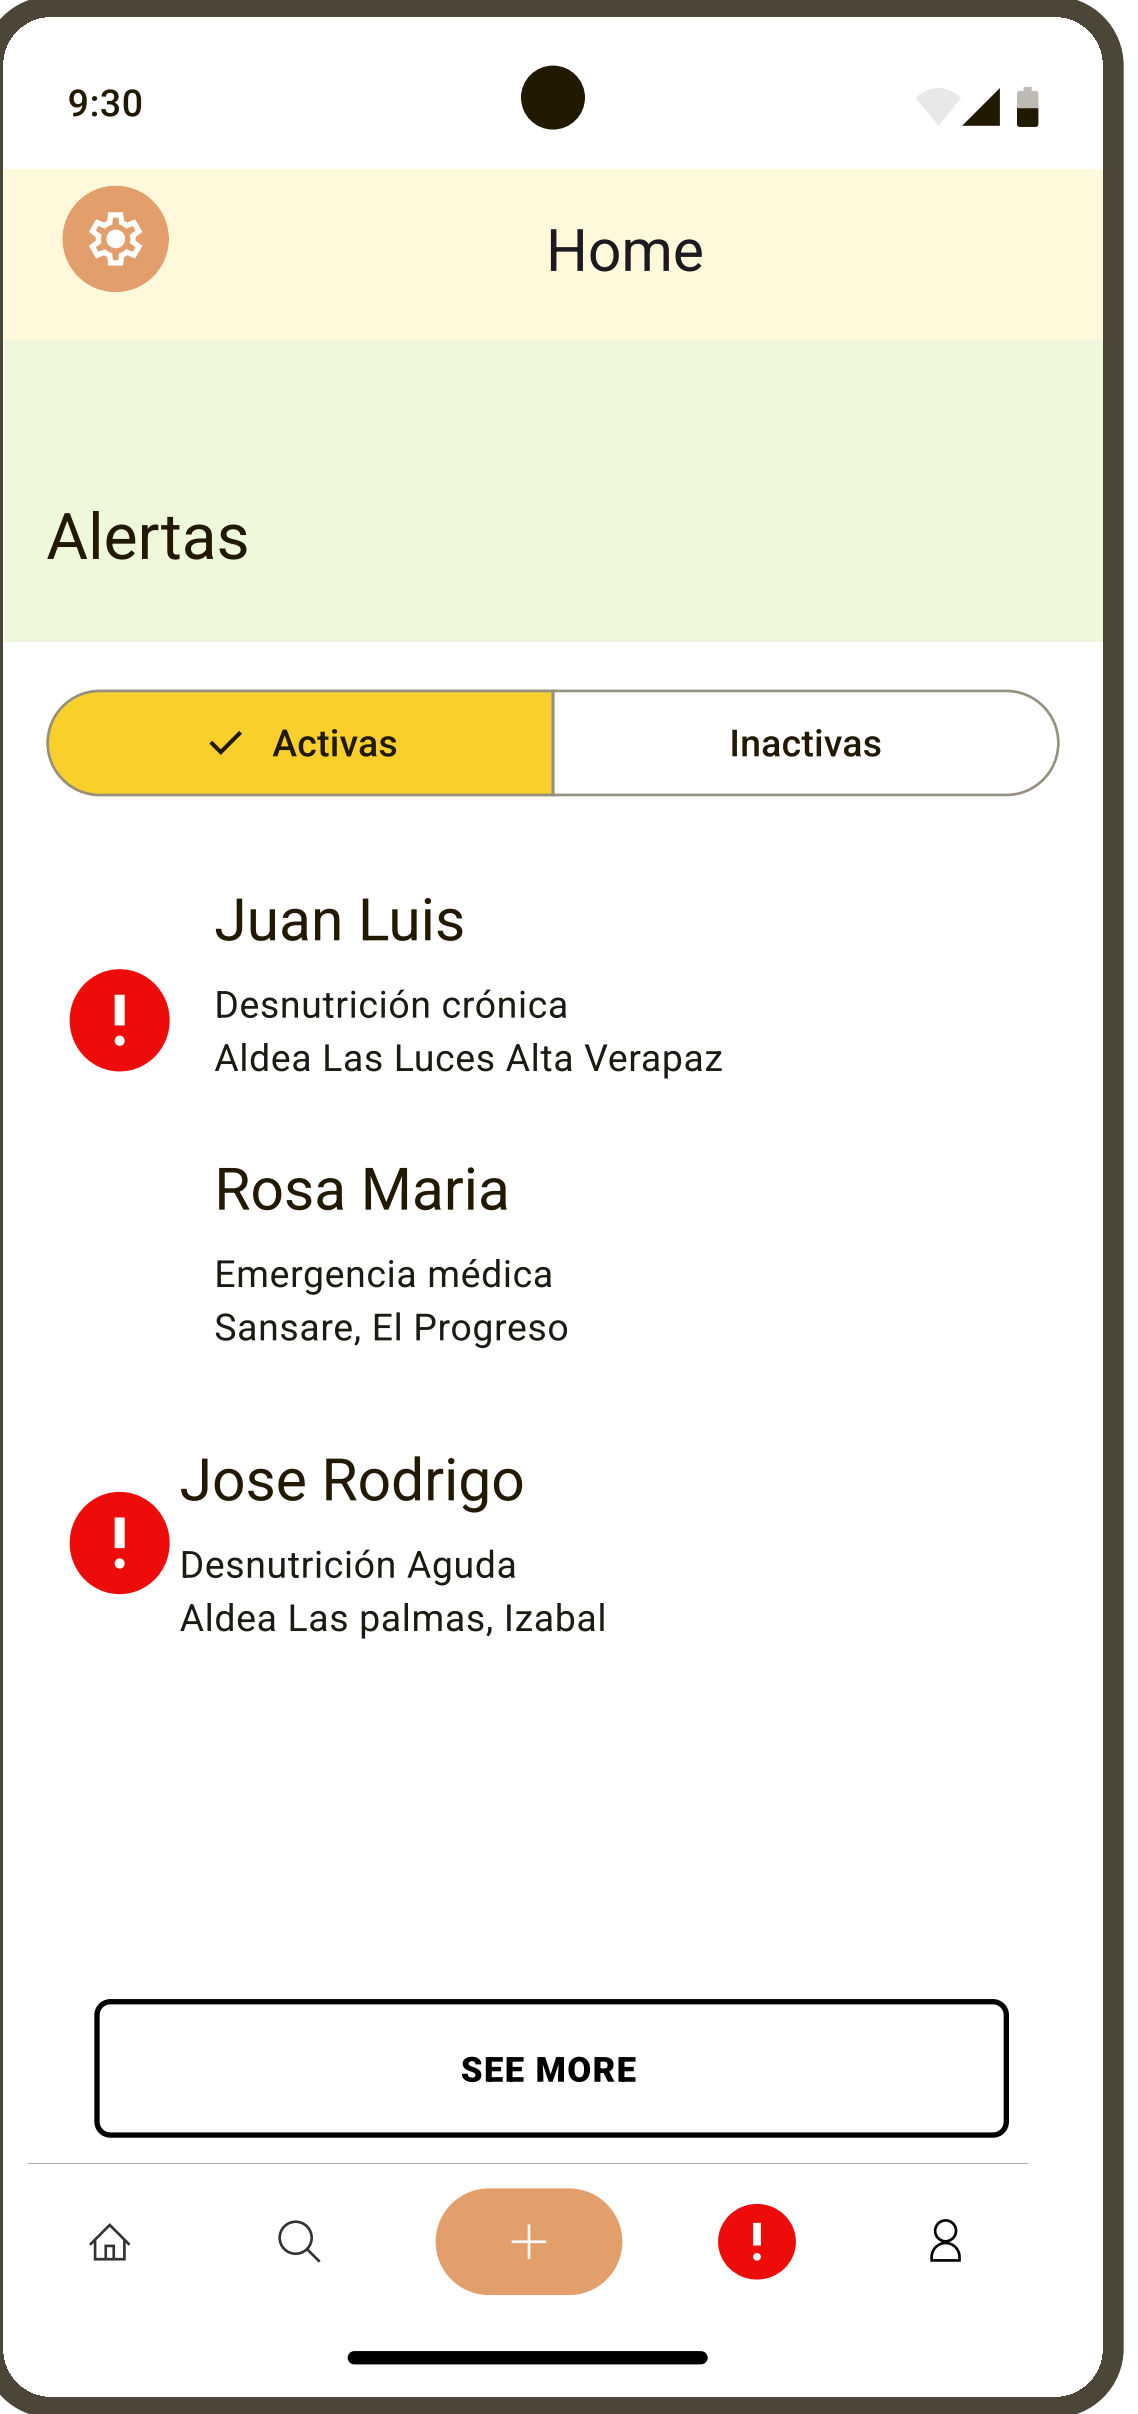 9:30
Home
Alertas
Activas
Inactivas
Juan Luis
Desnutrición crónica
Aldea Las Luces Alta Verapaz
Rosa Maria
Emergencia médica
Sansare, El Progreso
Jose Rodrigo
Desnutrición Aguda
Aldea Las palmas, Izabal
SEE MORE